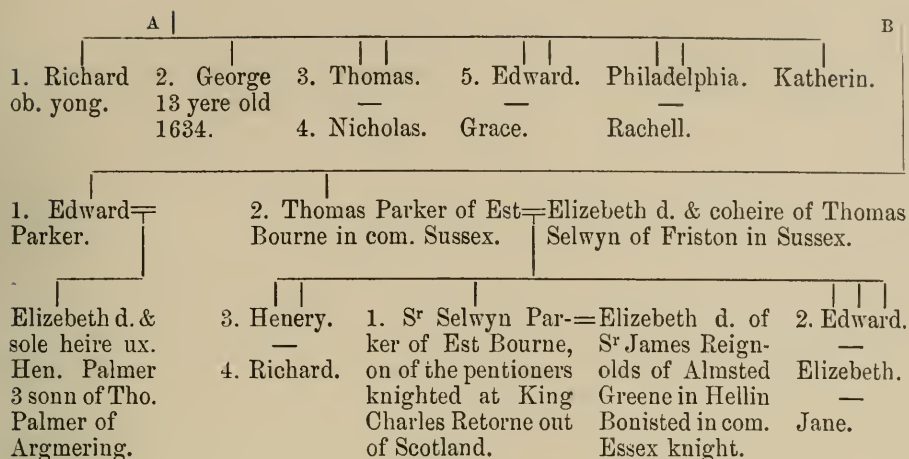 A B
1. Richard 2. George 3. Thomas. 5. Edward. Philadelphia. Katherin.
ob. yong. 13 yere old — — —
1634. 4. Nicholas. Grace. Rachell.
1. Edward= 2. Thomas Parker of Est=Elizebeth d. & coheire of Thomas
Parker. Bourne in com. Sussex. Selwyn of Friston in Sussex.
Elizebeth d. & 3. Henery. 1. Sr Selwyn Par-=Elizebeth d. of 2. Edward.
sole heire ux. — ker of Est Bourne, Sr James Reign- —
Hen. Palmer 4. Richard. on of the pentioners olds of Almsted Elizebeth.
3 sonn of Tho. knighted at King Greene in Hellin —
Palmer of Charles Retorne out Bonisted in com. Jane.
Argmering. of Scotland. Essex knight.